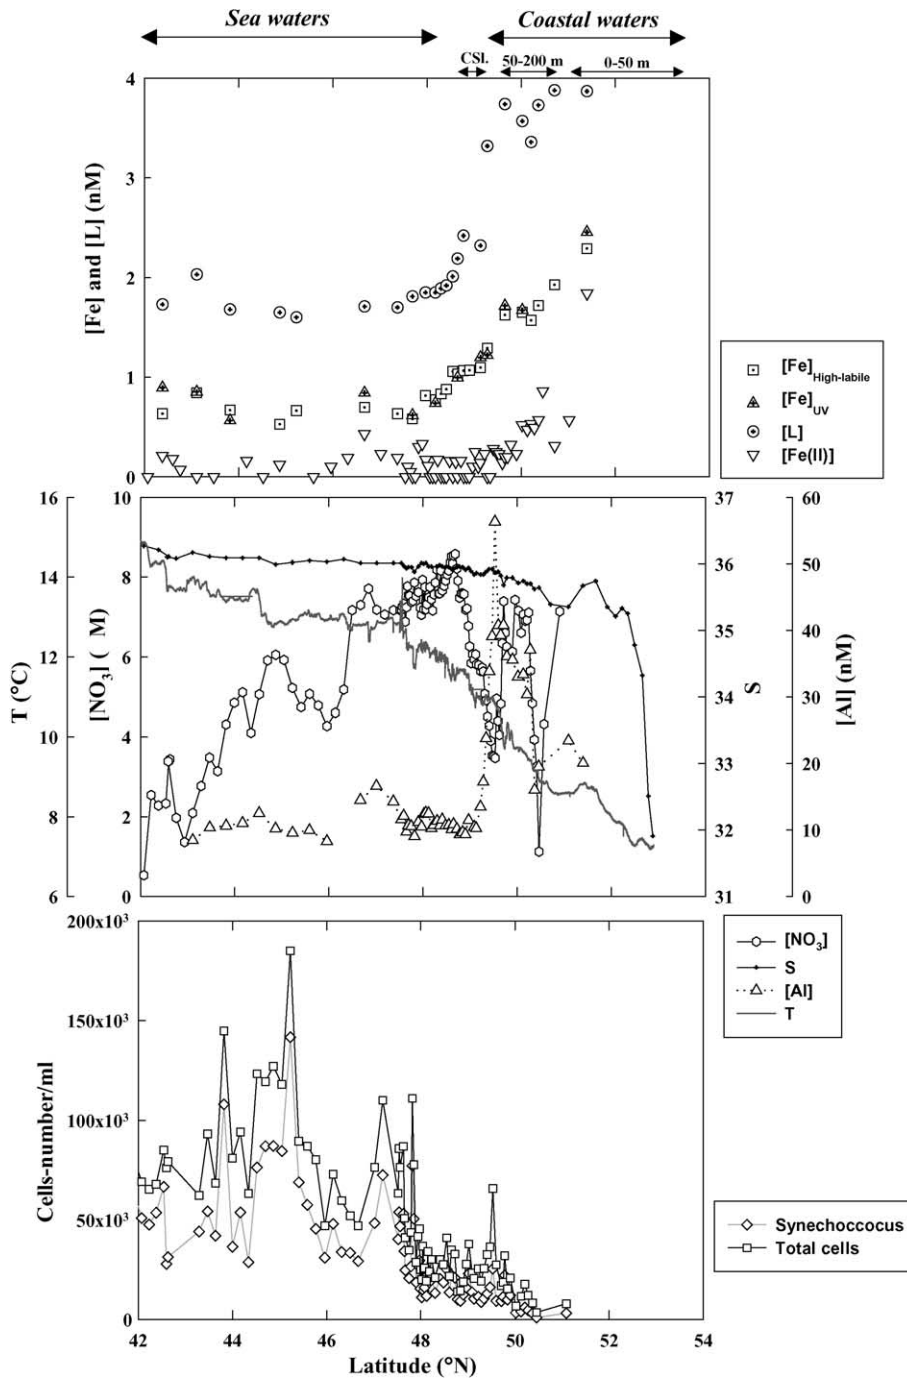 Sea waters Coastal waters
CSl. 50-200 m 0-50 m
[Fe] and [L] (nM)
4
3
2
1
0
[Fe]High-labile
[Fe]UV
[L]
[Fe(II)]
T (°C)
16
14
12
10
8
6
[NO3] ( M)
10
8
6
4
2
0
S
37
36
35
34
33
32
31
[Al] (nM)
60
50
40
30
20
10
0
[NO3]
S
[Al]
T
Cells-number/ml
200x10³
150x10³
100x10³
50x10³
0
Synechoccocus
Total cells
42 44 46 48 50 52 54
Latitude (°N)